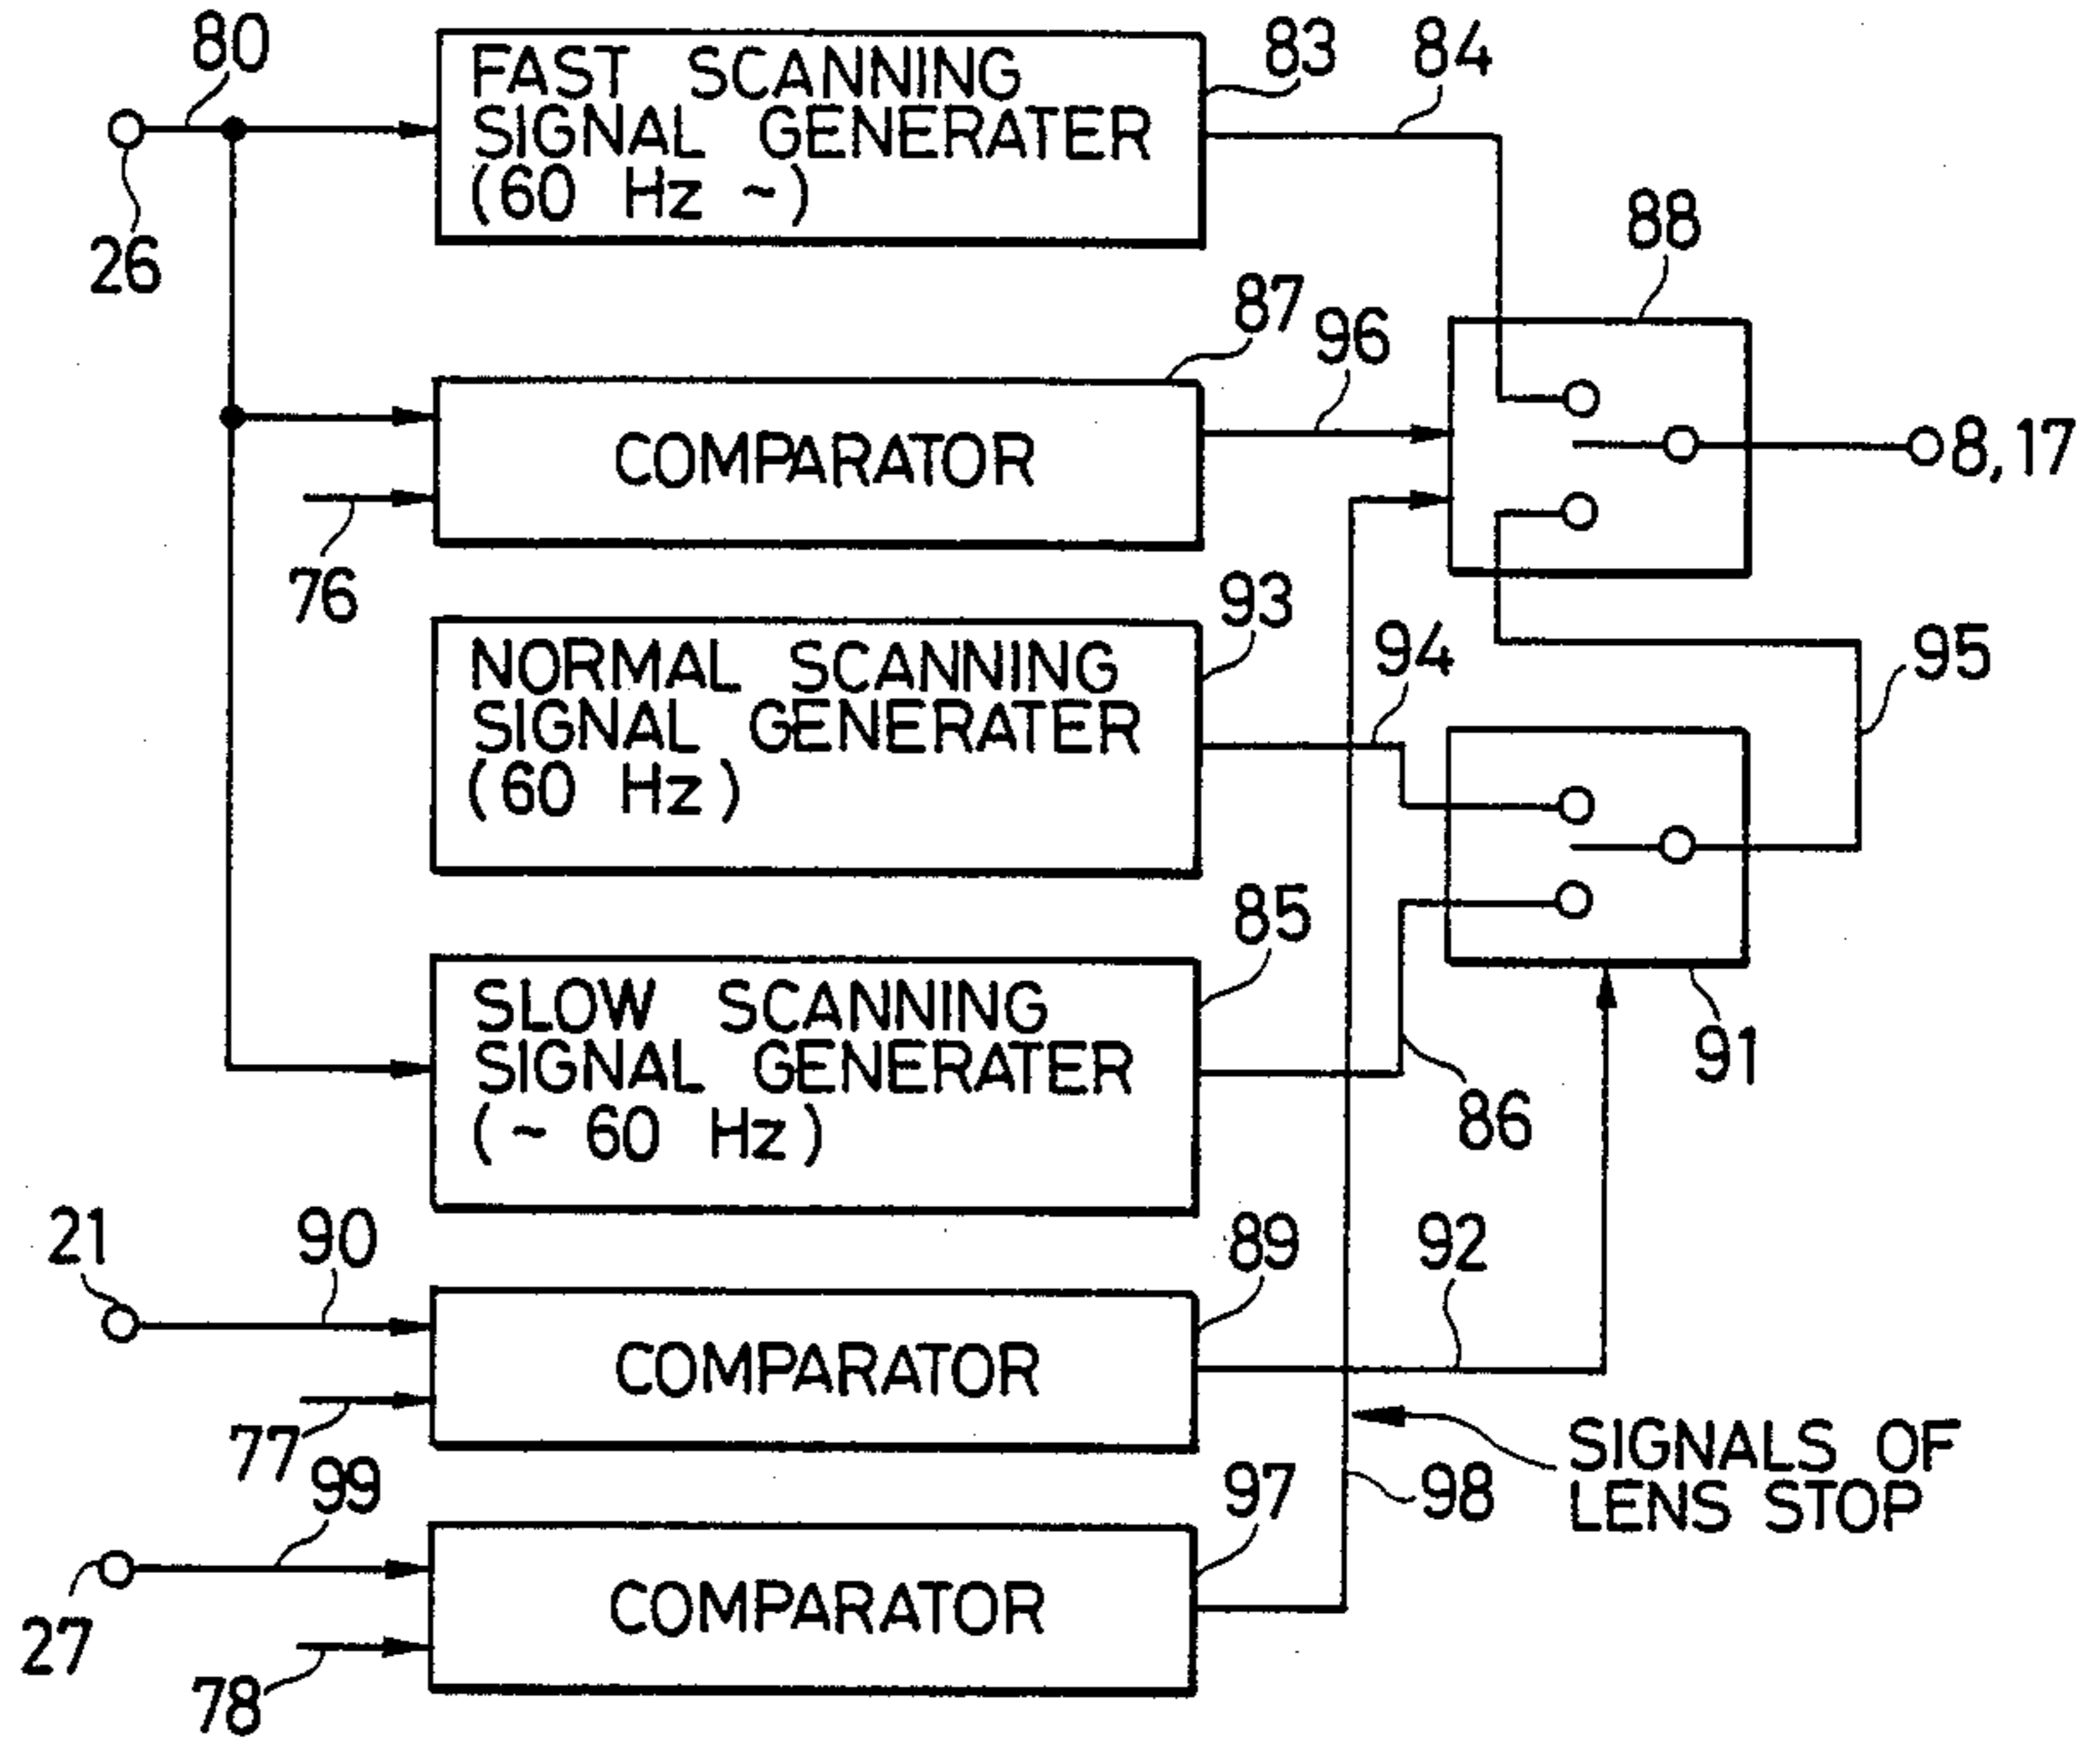 80
FAST SCANNING
SIGNAL GENERATER
(60 Hz ~)
83
84
26
88
87
96
COMPARATOR
8,17
76
93
NORMAL SCANNING
SIGNAL GENERATER
(60 Hz)
94
95
85
SLOW SCANNING
SIGNAL GENERATER
(~ 60 Hz)
91
86
21
90
89
92
COMPARATOR
77
99
97
98
SIGNALS OF
LENS STOP
COMPARATOR
27
78